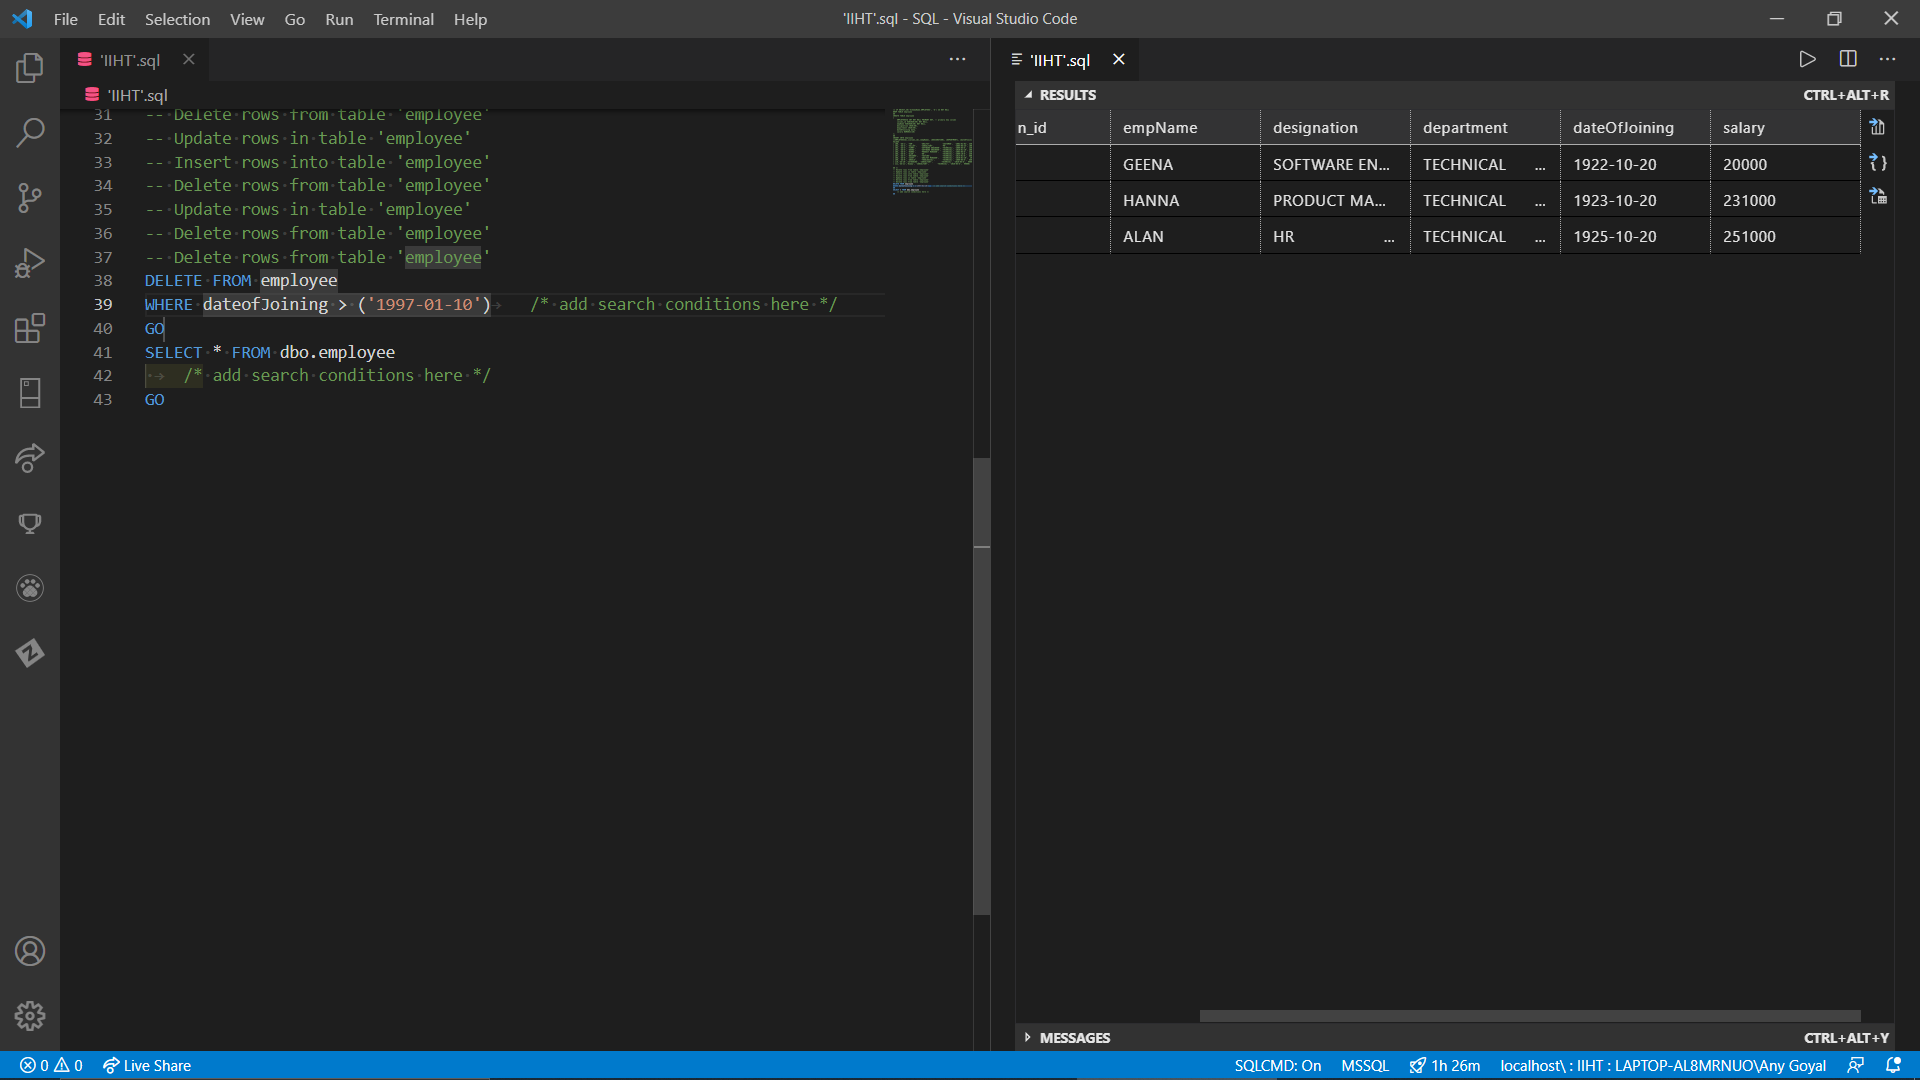 File Edit Selection View Go Run Terminal Help
'IIHT'.sql - SQL - Visual Studio Code
'IIHT'.sql
'IIHT'.sql
31 -- Delete rows from table 'employee'
32 -- Update rows in table 'employee'
33 -- Insert rows into table 'employee'
34 -- Delete rows from table 'employee'
35 -- Update rows in table 'employee'
36 -- Delete rows from table 'employee'
37 -- Delete rows from table 'employee'
38 DELETE FROM employee
39 WHERE dateofJoining > ('1997-01-10') /* add search conditions here */
40 GO
41 SELECT * FROM dbo.employee
42 /* add search conditions here */
43 GO
'IIHT'.sql
RESULTS CTRL+ALT+R
n_id empName designation department dateOfJoining salary
GEENA SOFTWARE EN... TECHNICAL ... 1922-10-20 20000
HANNA PRODUCT MA... TECHNICAL ... 1923-10-20 231000
ALAN HR ... TECHNICAL ... 1925-10-20 251000
MESSAGES CTRL+ALT+Y
0 0 Live Share
SQLCMD: On MSSQL 1h 26m localhost\ : IIHT : LAPTOP-AL8MRNUO\Any Goyal